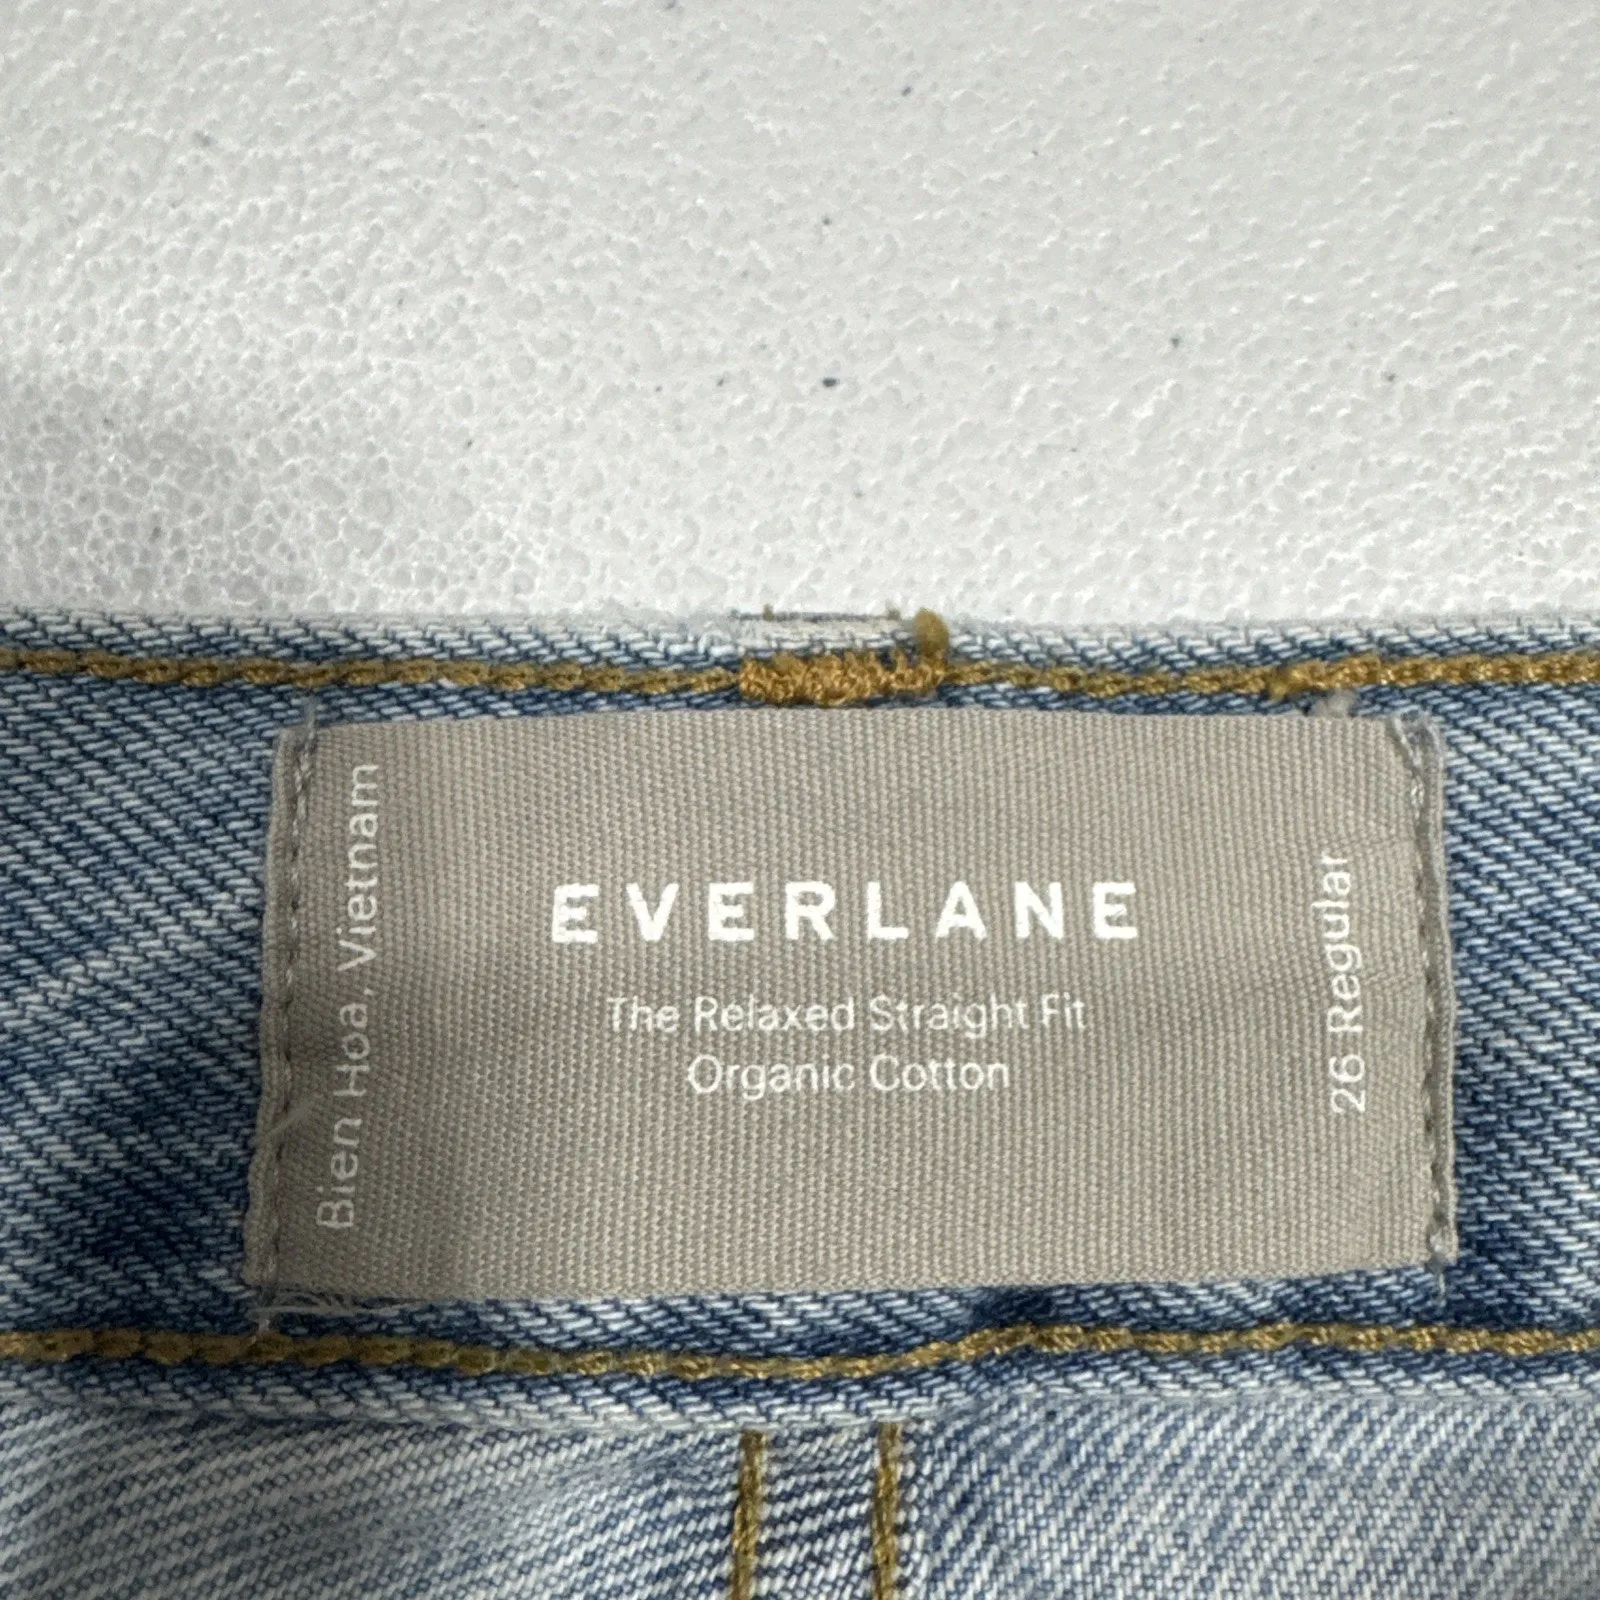 Bien Hoa, Vietnam
EVERLANE
The Relaxed Straight Fit
Organic Cotton
26 Regular